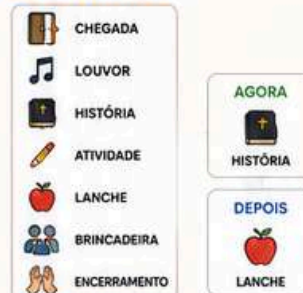 CHEGADA
LOUVOR
HISTÓRIA
ATIVIDADE
LANCHE
BRINCADEIRA
ENCERRAMENTO
AGORA
HISTÓRIA
DEPOIS
LANCHE